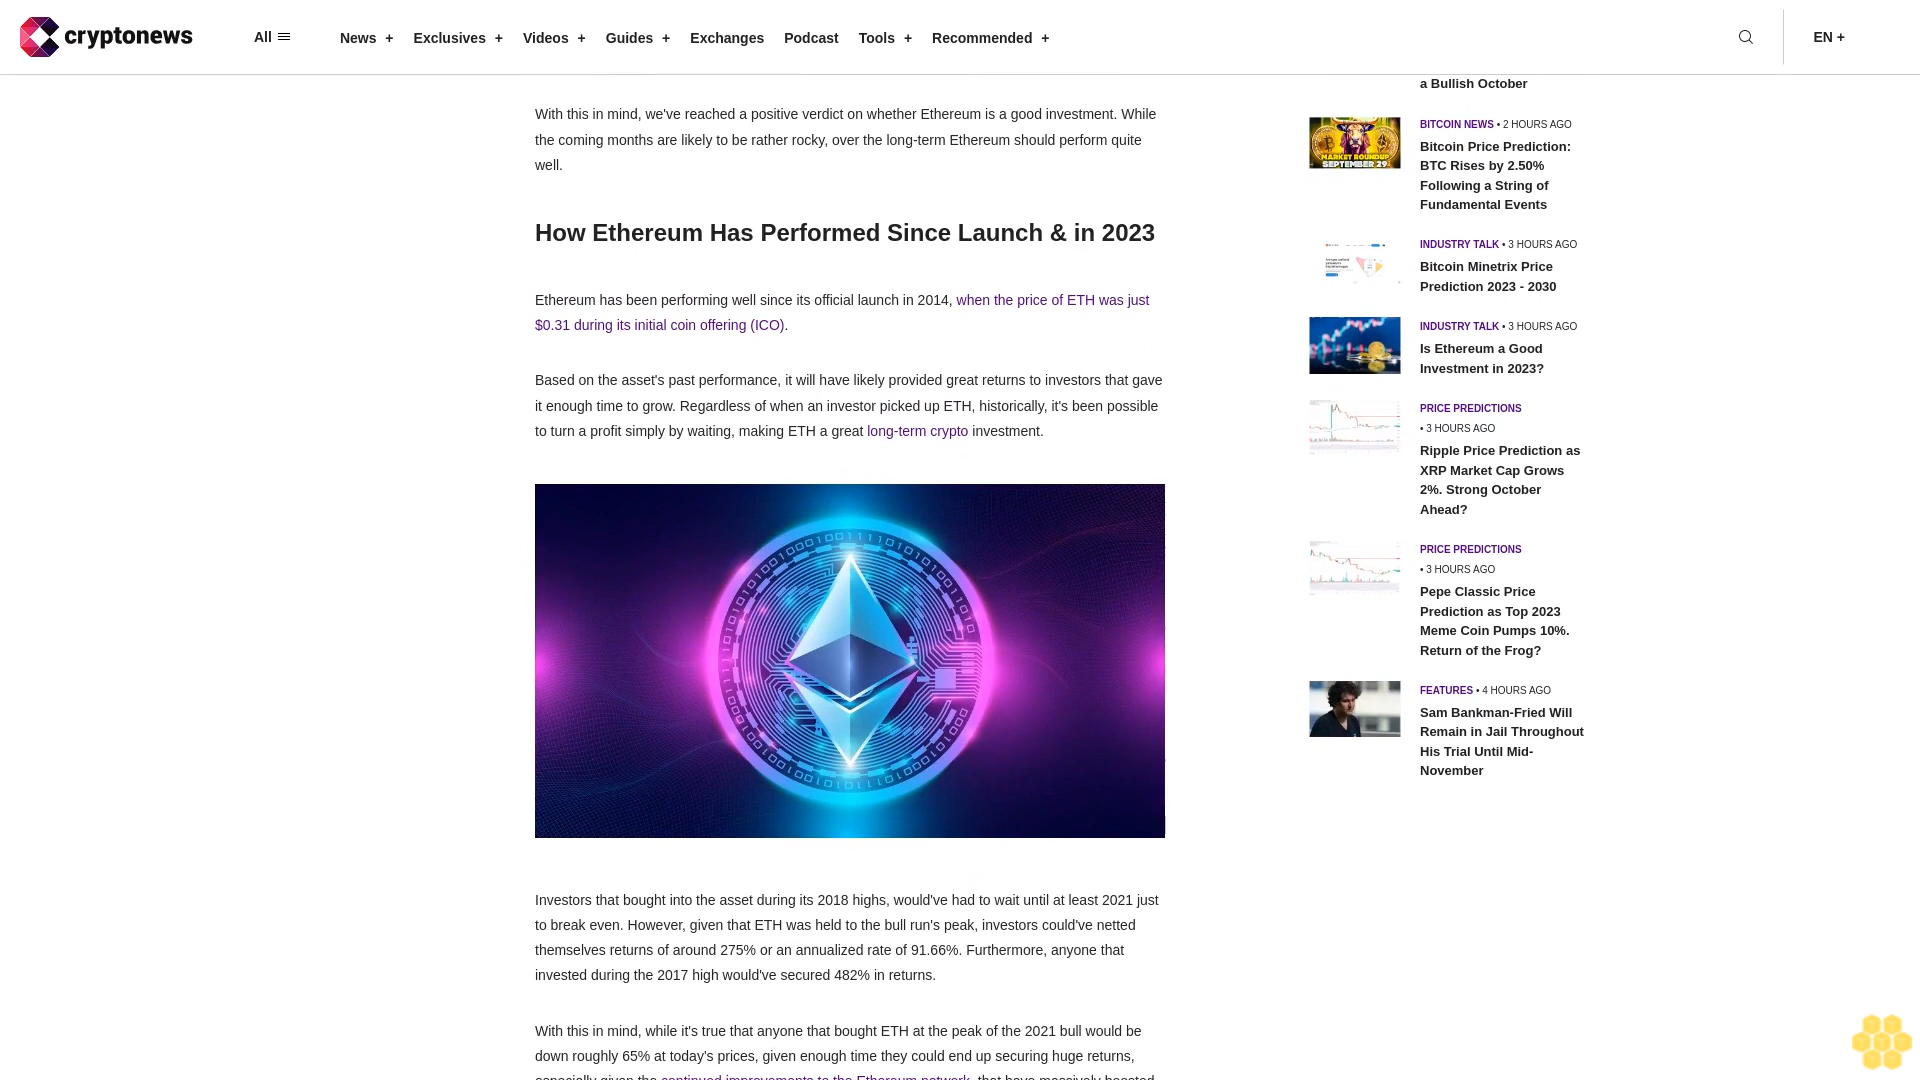 cryptonews
All
News + Exclusives + Videos + Guides + Exchanges Podcast Tools + Recommended +
EN +
With this in mind, we've reached a positive verdict on whether Ethereum is a good investment. While
the coming months are likely to be rather rocky, over the long-term Ethereum should perform quite
well.
How Ethereum Has Performed Since Launch & in 2023
Ethereum has been performing well since its official launch in 2014, when the price of ETH was just
$0.31 during its initial coin offering (ICO).
Based on the asset's past performance, it will have likely provided great returns to investors that gave
it enough time to grow. Regardless of when an investor picked up ETH, historically, it's been possible
to turn a profit simply by waiting, making ETH a great long-term crypto investment.
Investors that bought into the asset during its 2018 highs, would've had to wait until at least 2021 just
to break even. However, given that ETH was held to the bull run's peak, investors could've netted
themselves returns of around 275% or an annualized rate of 91.66%. Furthermore, anyone that
invested during the 2017 high would've secured 482% in returns.
With this in mind, while it's true that anyone that bought ETH at the peak of the 2021 bull would be
down roughly 65% at today's prices, given enough time they could end up securing huge returns,
especially given the continued improvements to the Ethereum network, that have massively boosted
a Bullish October
MARKET ROUNDUP
SEPTEMBER 29
BITCOIN NEWS • 2 HOURS AGO
Bitcoin Price Prediction:
BTC Rises by 2.50%
Following a String of
Fundamental Events
INDUSTRY TALK • 3 HOURS AGO
Bitcoin Minetrix Price
Prediction 2023 - 2030
INDUSTRY TALK • 3 HOURS AGO
Is Ethereum a Good
Investment in 2023?
PRICE PREDICTIONS
• 3 HOURS AGO
Ripple Price Prediction as
XRP Market Cap Grows
2%. Strong October
Ahead?
PRICE PREDICTIONS
• 3 HOURS AGO
Pepe Classic Price
Prediction as Top 2023
Meme Coin Pumps 10%.
Return of the Frog?
FEATURES • 4 HOURS AGO
Sam Bankman-Fried Will
Remain in Jail Throughout
His Trial Until Mid-
November